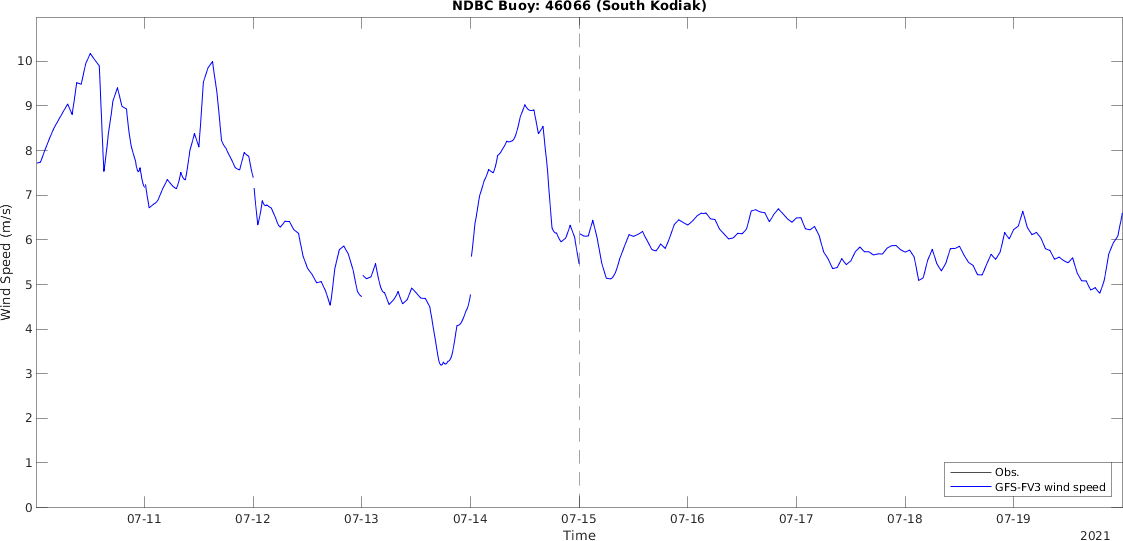 NDBC Buoy: 46066 (South Kodiak)
Wind Speed (m/s)
10
9
8
7
6
5
4
3
2
1
0
07-11 07-12 07-13 07-14 07-15 07-16 07-17 07-18 07-19
Time
2021
Obs.
GFS-FV3 wind speed